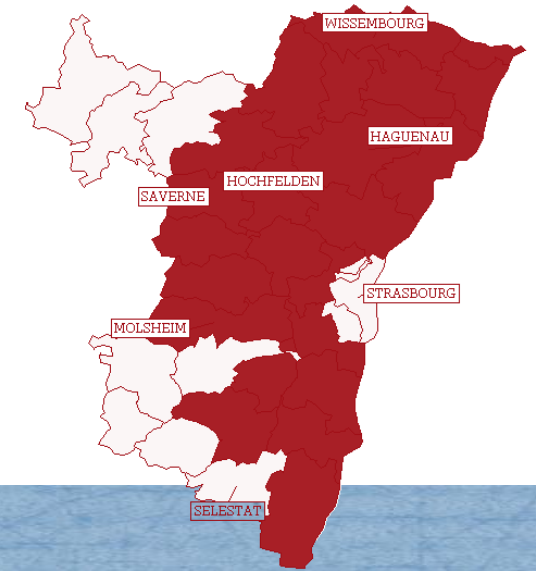 WISSEMBOURG
HAGUENAU
HOCHFELDEN
SAVERNE
STRASBOURG
MOLSHEIM
SELESTAT